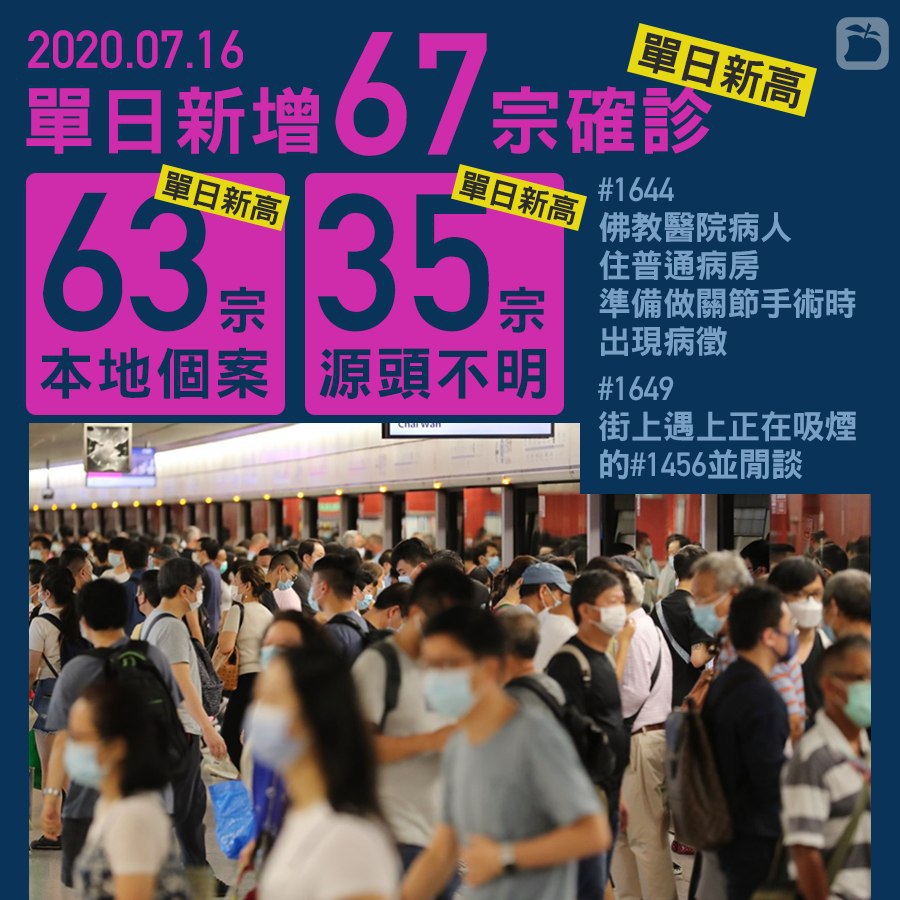 2020.07.16
單日新增67宗確診
單日新高
63宗
單日新高
本地個案
35宗
單日新高
源頭不明
#1644
佛教醫院病人
住普通病房
準備做關節手術時
出現病徵
#1649
街上遇上正在吸煙
的#1456並閒談
Chai Wan